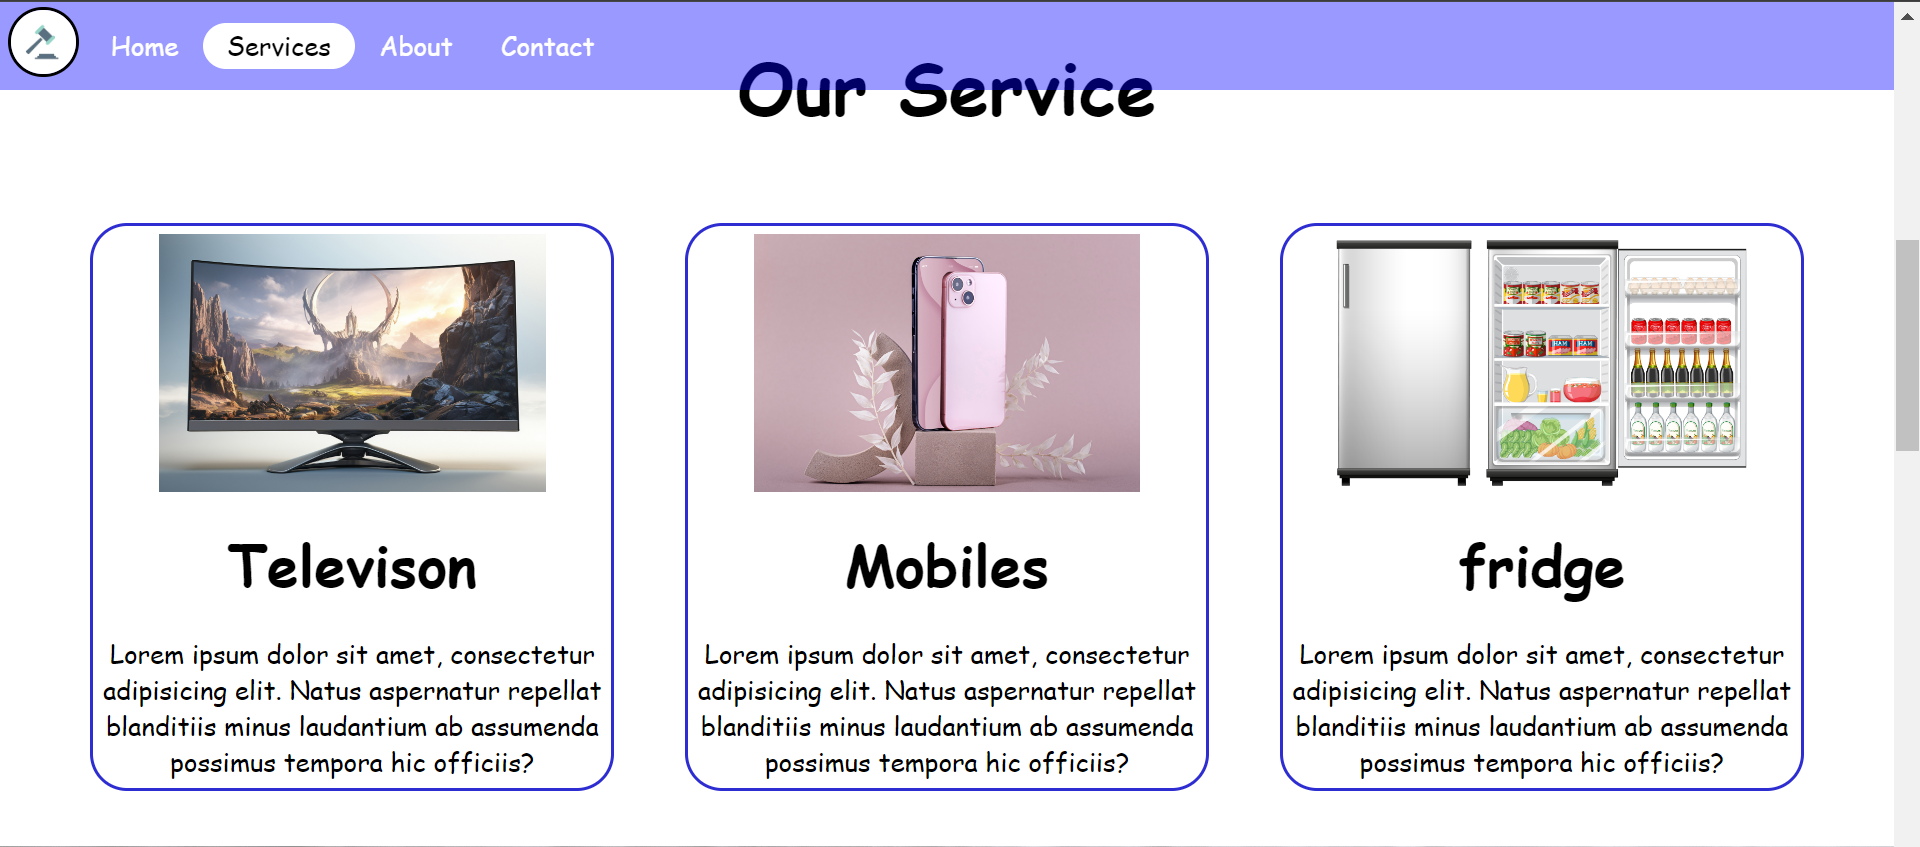 Home Services About Contact
Our Service
Televison
Lorem ipsum dolor sit amet, consectetur
adipisicing elit. Natus aspernatur repellat
blanditiis minus laudantium ab assumenda
possimus tempora hic officiis?
Mobiles
Lorem ipsum dolor sit amet, consectetur
adipisicing elit. Natus aspernatur repellat
blanditiis minus laudantium ab assumenda
possimus tempora hic officiis?
HAM HAM
fridge
Lorem ipsum dolor sit amet, consectetur
adipisicing elit. Natus aspernatur repellat
blanditiis minus laudantium ab assumenda
possimus tempora hic officiis?